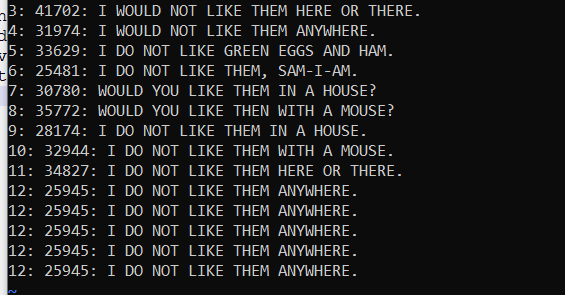 3: 41702: I WOULD NOT LIKE THEM HERE OR THERE.
4: 31974: I WOULD NOT LIKE THEM ANYWHERE.
5: 33629: I DO NOT LIKE GREEN EGGS AND HAM.
6: 25481: I DO NOT LIKE THEM, SAM-I-AM.
7: 30780: WOULD YOU LIKE THEM IN A HOUSE?
8: 35772: WOULD YOU LIKE THEN WITH A MOUSE?
9: 28174: I DO NOT LIKE THEM IN A HOUSE.
10: 32944: I DO NOT LIKE THEM WITH A MOUSE.
11: 34827: I DO NOT LIKE THEM HERE OR THERE.
12: 25945: I DO NOT LIKE THEM ANYWHERE.
12: 25945: I DO NOT LIKE THEM ANYWHERE.
12: 25945: I DO NOT LIKE THEM ANYWHERE.
12: 25945: I DO NOT LIKE THEM ANYWHERE.
12: 25945: I DO NOT LIKE THEM ANYWHERE.
~